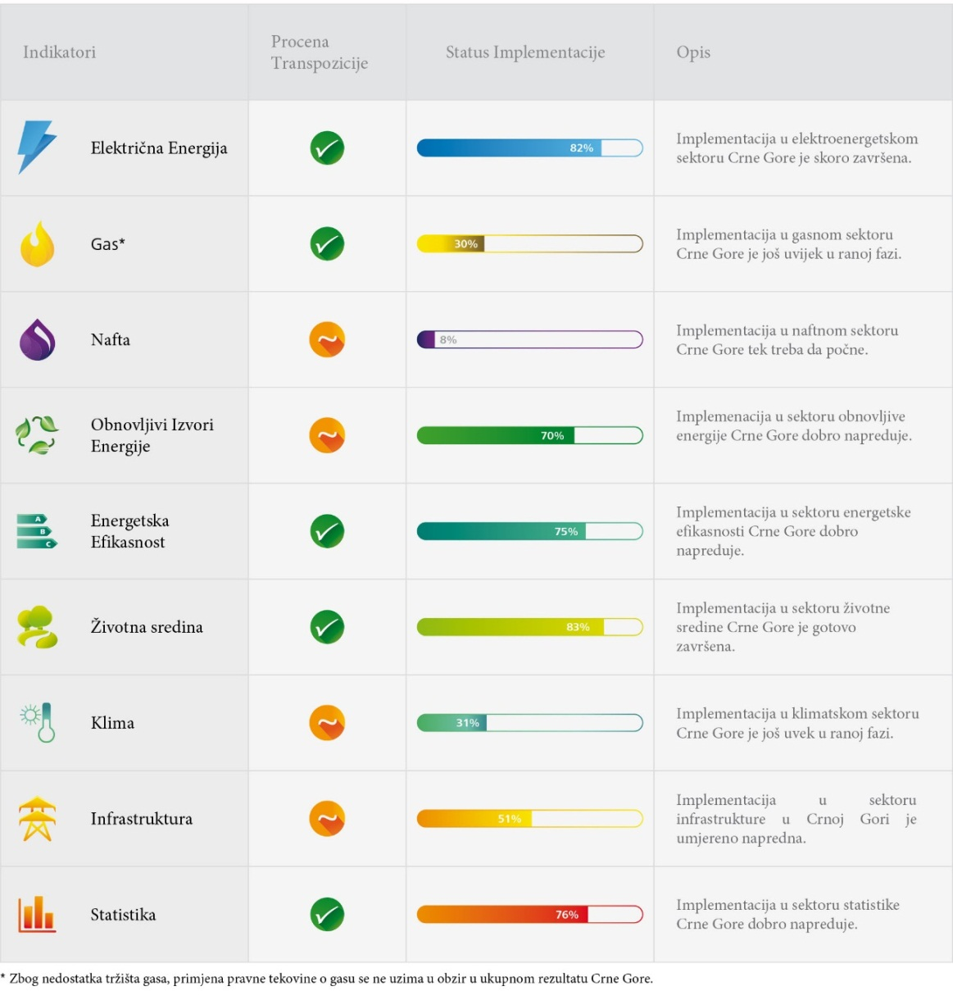 Indikatori
Procena
Transpozicije
Status Implementacije
Opis
Električna Energija
82%
Implementacija u elektroenergetskom
sektoru Crne Gore je skoro završena.
Gas*
30%
Implementacija u gasnom sektoru
Crne Gore je još uvijek u ranoj fazi.
Nafta
8%
Implementacija u naftnom sektoru
Crne Gore tek treba da počne.
Obnovljivi Izvori
Energije
70%
Implemenacija u sektoru obnovljive
energije Crne Gore dobro napreduje.
A
B
C
Energetska
Efikasnost
75%
Implementacija u sektoru energetske
efikasnosti Crne Gore dobro
napreduje.
Životna sredina
83%
Implementacija u sektoru životne
sredine Crne Gore je gotovo
završena.
Klima
31%
Implementacija u klimatskom sektoru
Crne Gore je još uvek u ranoj fazi.
Infrastruktura
51%
Implementacija u sektoru
infrastrukture u Crnoj Gori je
umjereno napredna.
Statistika
76%
Implementacija u sektoru statistike
Crne Gore dobro napreduje.
* Zbog nedostatka tržišta gasa, primjena pravne tekovine o gasu se ne uzima u obzir u ukupnom rezultatu Crne Gore.